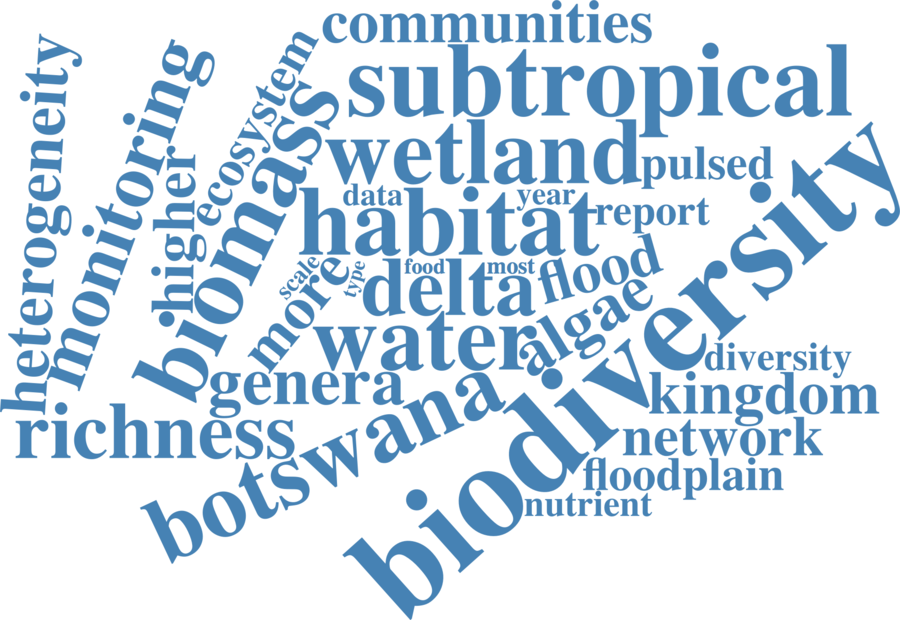 communities
subtropical
heterogeneity
monitoring
ecosystem
higher
biomass
wetland
pulsed
data
year
habitat
report
scale
more
type
food
most
delta
flood
water
algae
biodiversity
genera
diversity
kingdom
richness
botswana
network
floodplain
nutrient